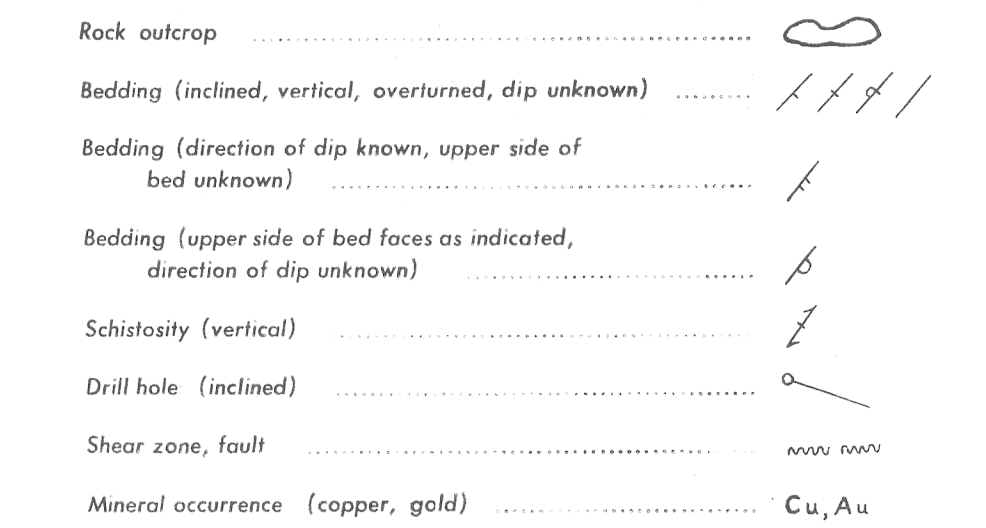 Rock outcrop
Bedding (inclined, vertical, overturned, dip unknown)
Bedding (direction of dip known, upper side of
bed unknown)
Bedding (upper side of bed faces as indicated,
direction of dip unknown)
Schistosity (vertical)
Drill hole (inclined)
Shear zone, fault
Mineral occurrence (copper, gold) Cu, Au